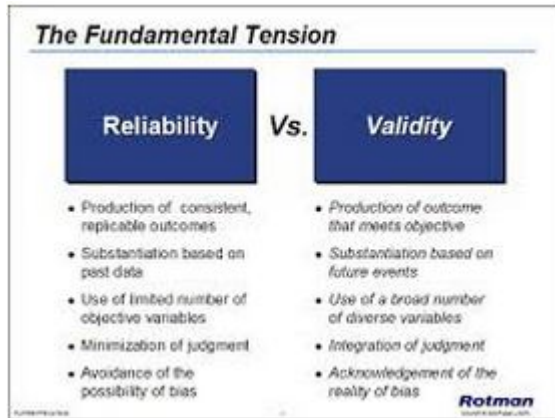 The Fundamental Tension
Reliability
Vs.
Validity
• Production of consistent,
replicable outcomes
• Substantiation based on
past data
• Use of limited number of
objective variables
• Minimization of judgment
• Avoidance of the
possibility of bias
• Production of outcome
that meets objective
• Substantiation based on
future events
• Use of a broad number
of diverse variables
• Integration of judgment
• Acknowledgement of the
reality of bias
Rotman